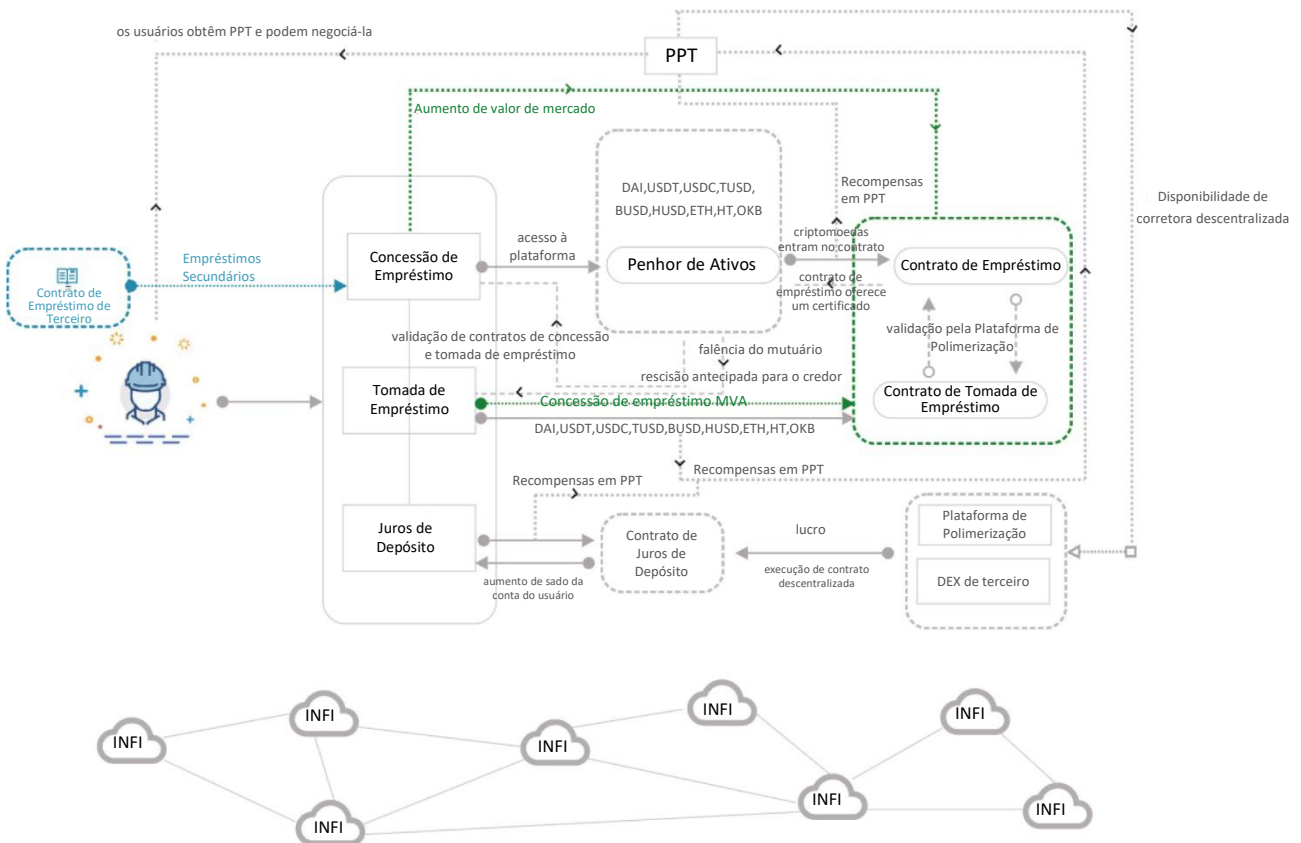 os usuários obtêm PPT e podem negociá-la
PPT
Aumento de valor de mercado
DAI,USDT,USDC,TUSD,
BUSD,HUSD,ETH,HT,OKB
Recompensas
em PPT
Disponibilidade de
corretora descentralizada
Concessão de
Empréstimo
acesso à
plataforma
Penhor de Ativos
criptomoedas
entram no contrato
Contrato de Empréstimo
Empréstimos
Secundários
Contrato de
Empréstimo de
Terceiro
contrato de
empréstimo oferece
um certificado
validação de contratos de concessão
e tomada de empréstimo
falência do mutuário
rescisão antecipada para o credor
validação pela Plataforma de
Polimerização
Tomada de
Empréstimo
Concessão de empréstimo MVA
DAI,USDT,USDC,TUSD,BUSD,HUSD,ETH,HT,OKB
Contrato de Tomada de
Empréstimo
Recompensas em PPT
Recompensas em PPT
Juros de
Depósito
Contrato de
Juros de
Depósito
lucro
execução de contrato
descentralizada
Plataforma de
Polimerização
DEX de terceiro
aumento de sado da
conta do usuário
INFI
INFI
INFI
INFI
INFI
INFI
INFI
INFI